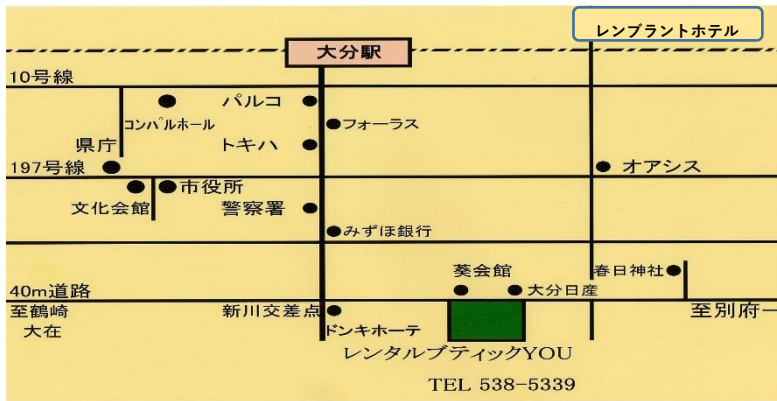 レンブラントホテル
大分駅
10号線
パルコ
コンパルホール
フォーラス
県庁
トキハ
197号線
オアシス
市役所
文化会館
警察署
みずほ銀行
葵会館
春日神社
40m道路
大分日産
至鶴崎
大在
新川交差点
至別府ー
ドンキホーテ
レンタルブティックYOU
TEL 538-5339